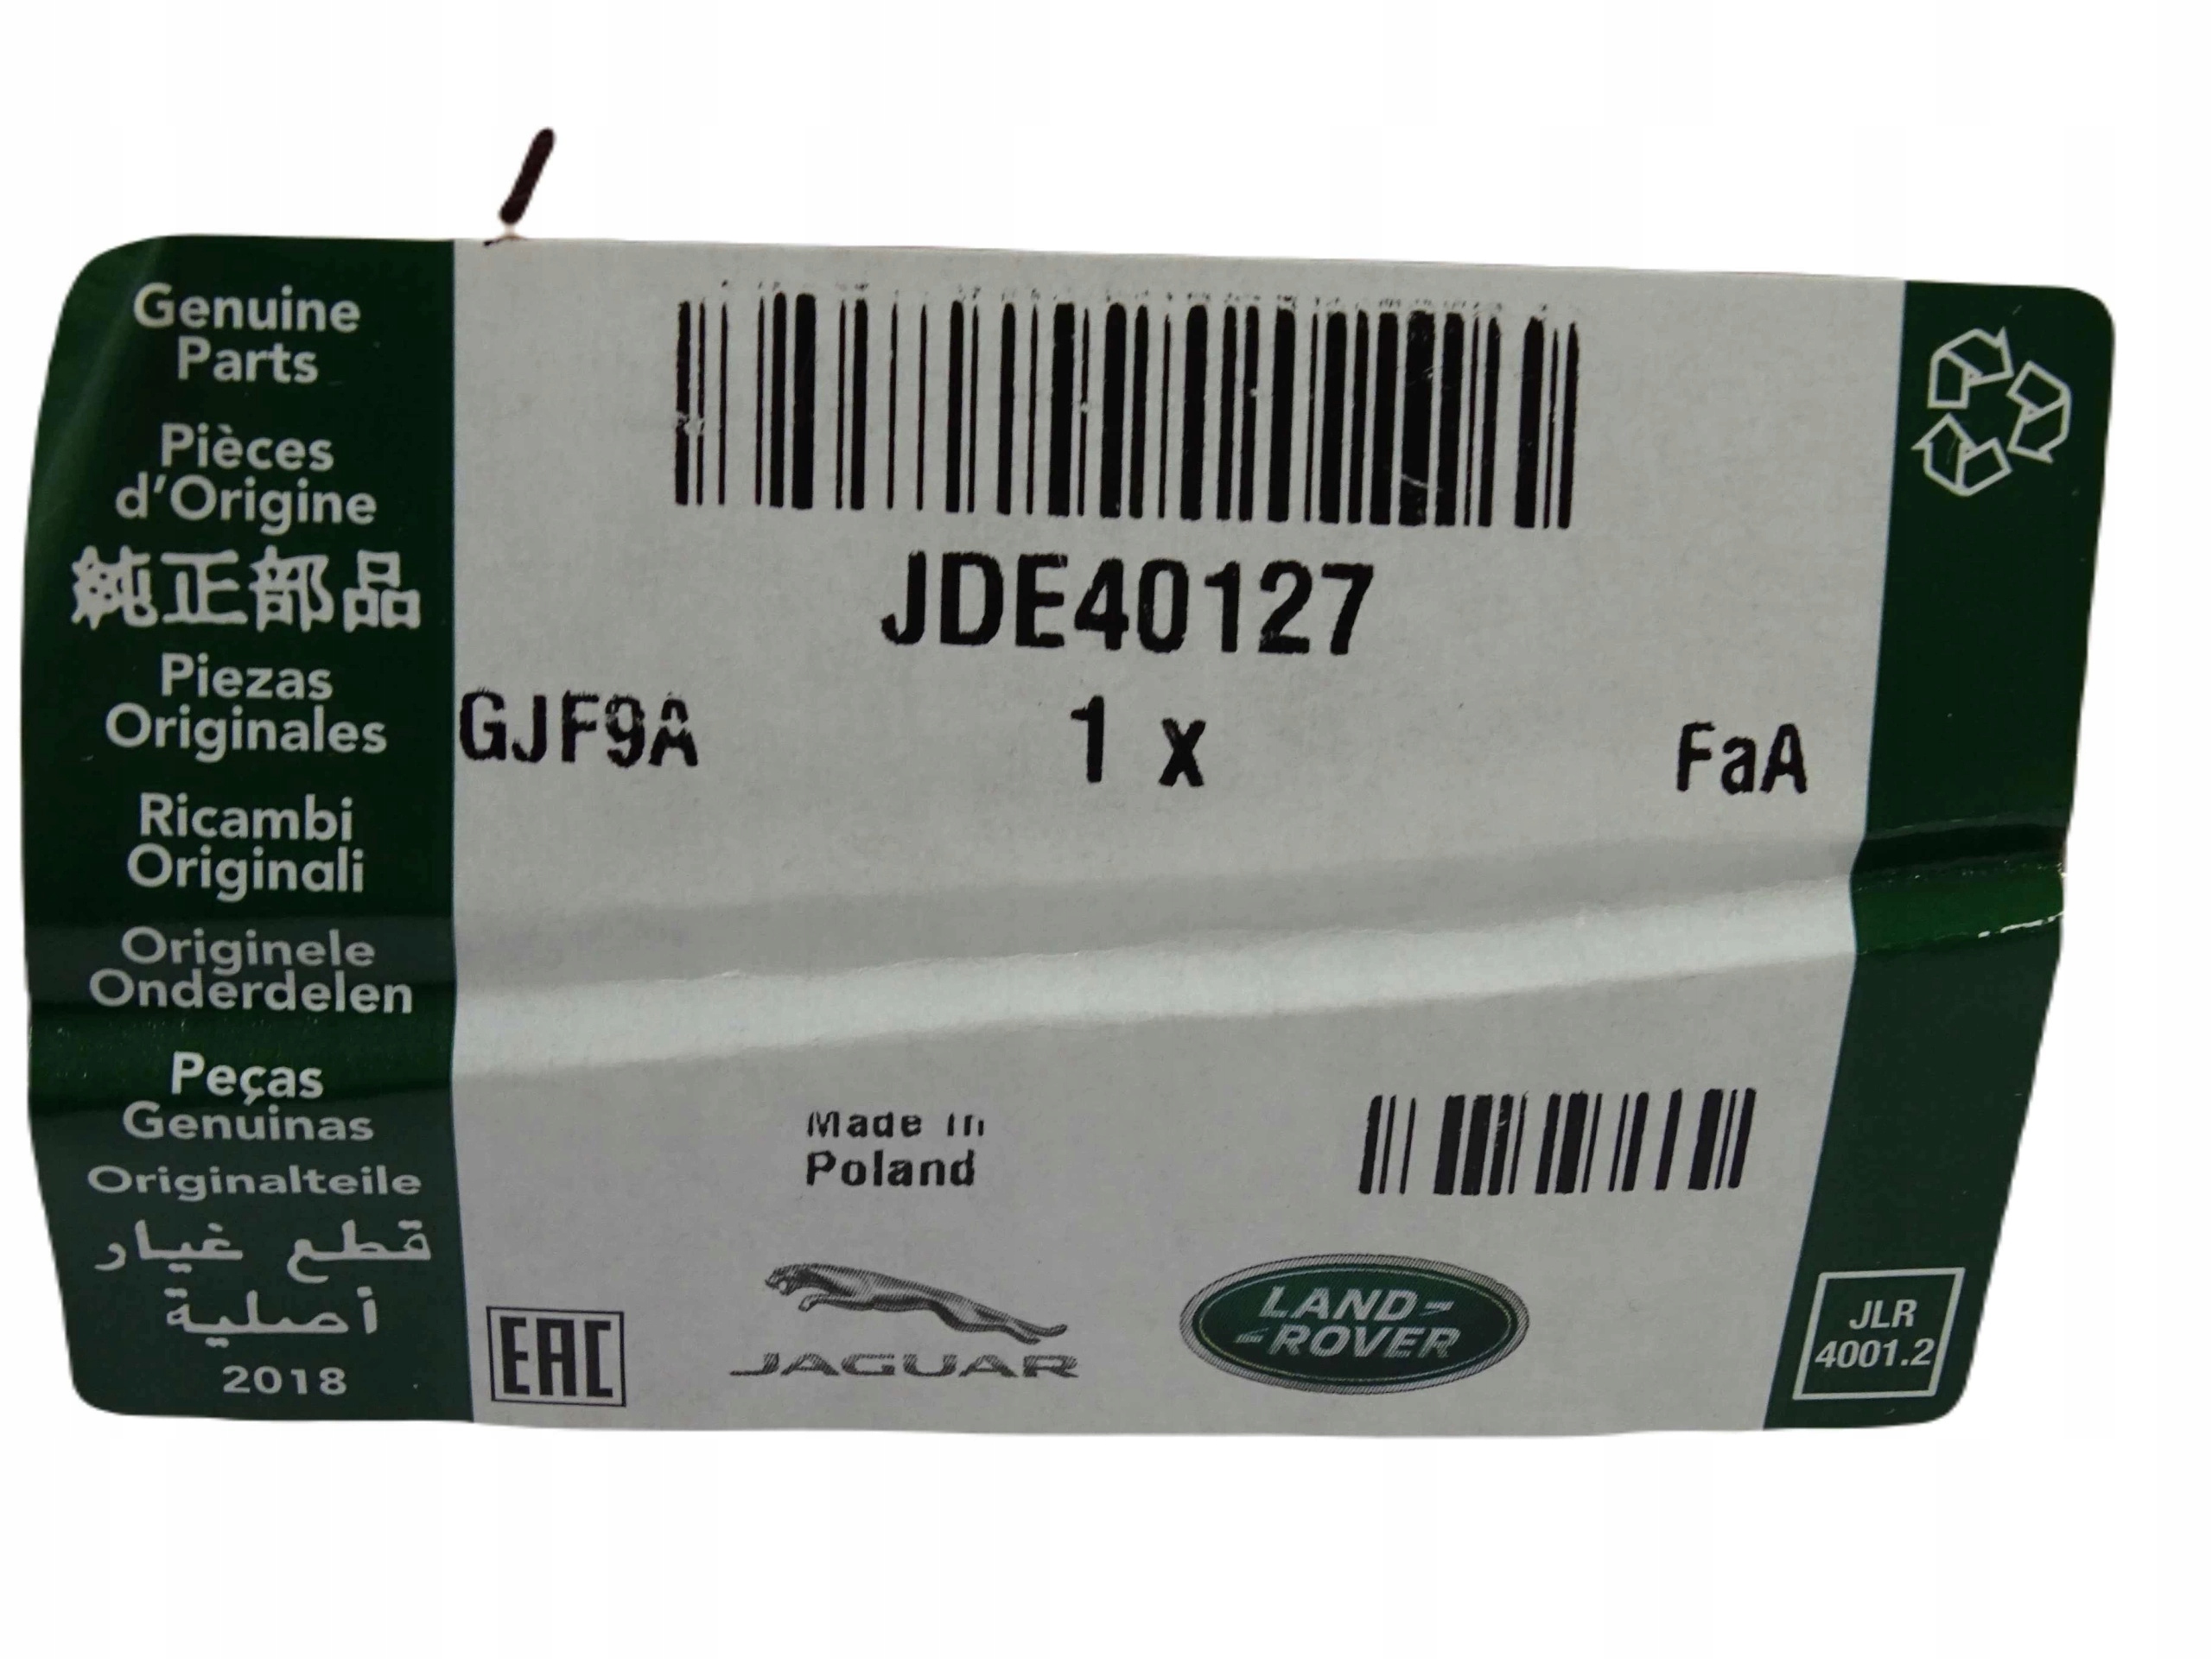 Genuine
Parts
Pièces
d'Origine
純正部品
Piezas
Originales
Ricambi
Originali
Originele
Onderdelen
Peças
Genuinas
Originalteile
قطع غيار
أصلية
2018
JDE40127
GJF9A 1 x FaA
Made in
Poland
EAC
JAGUAR
LAND-
-ROVER
JLR
4001.2